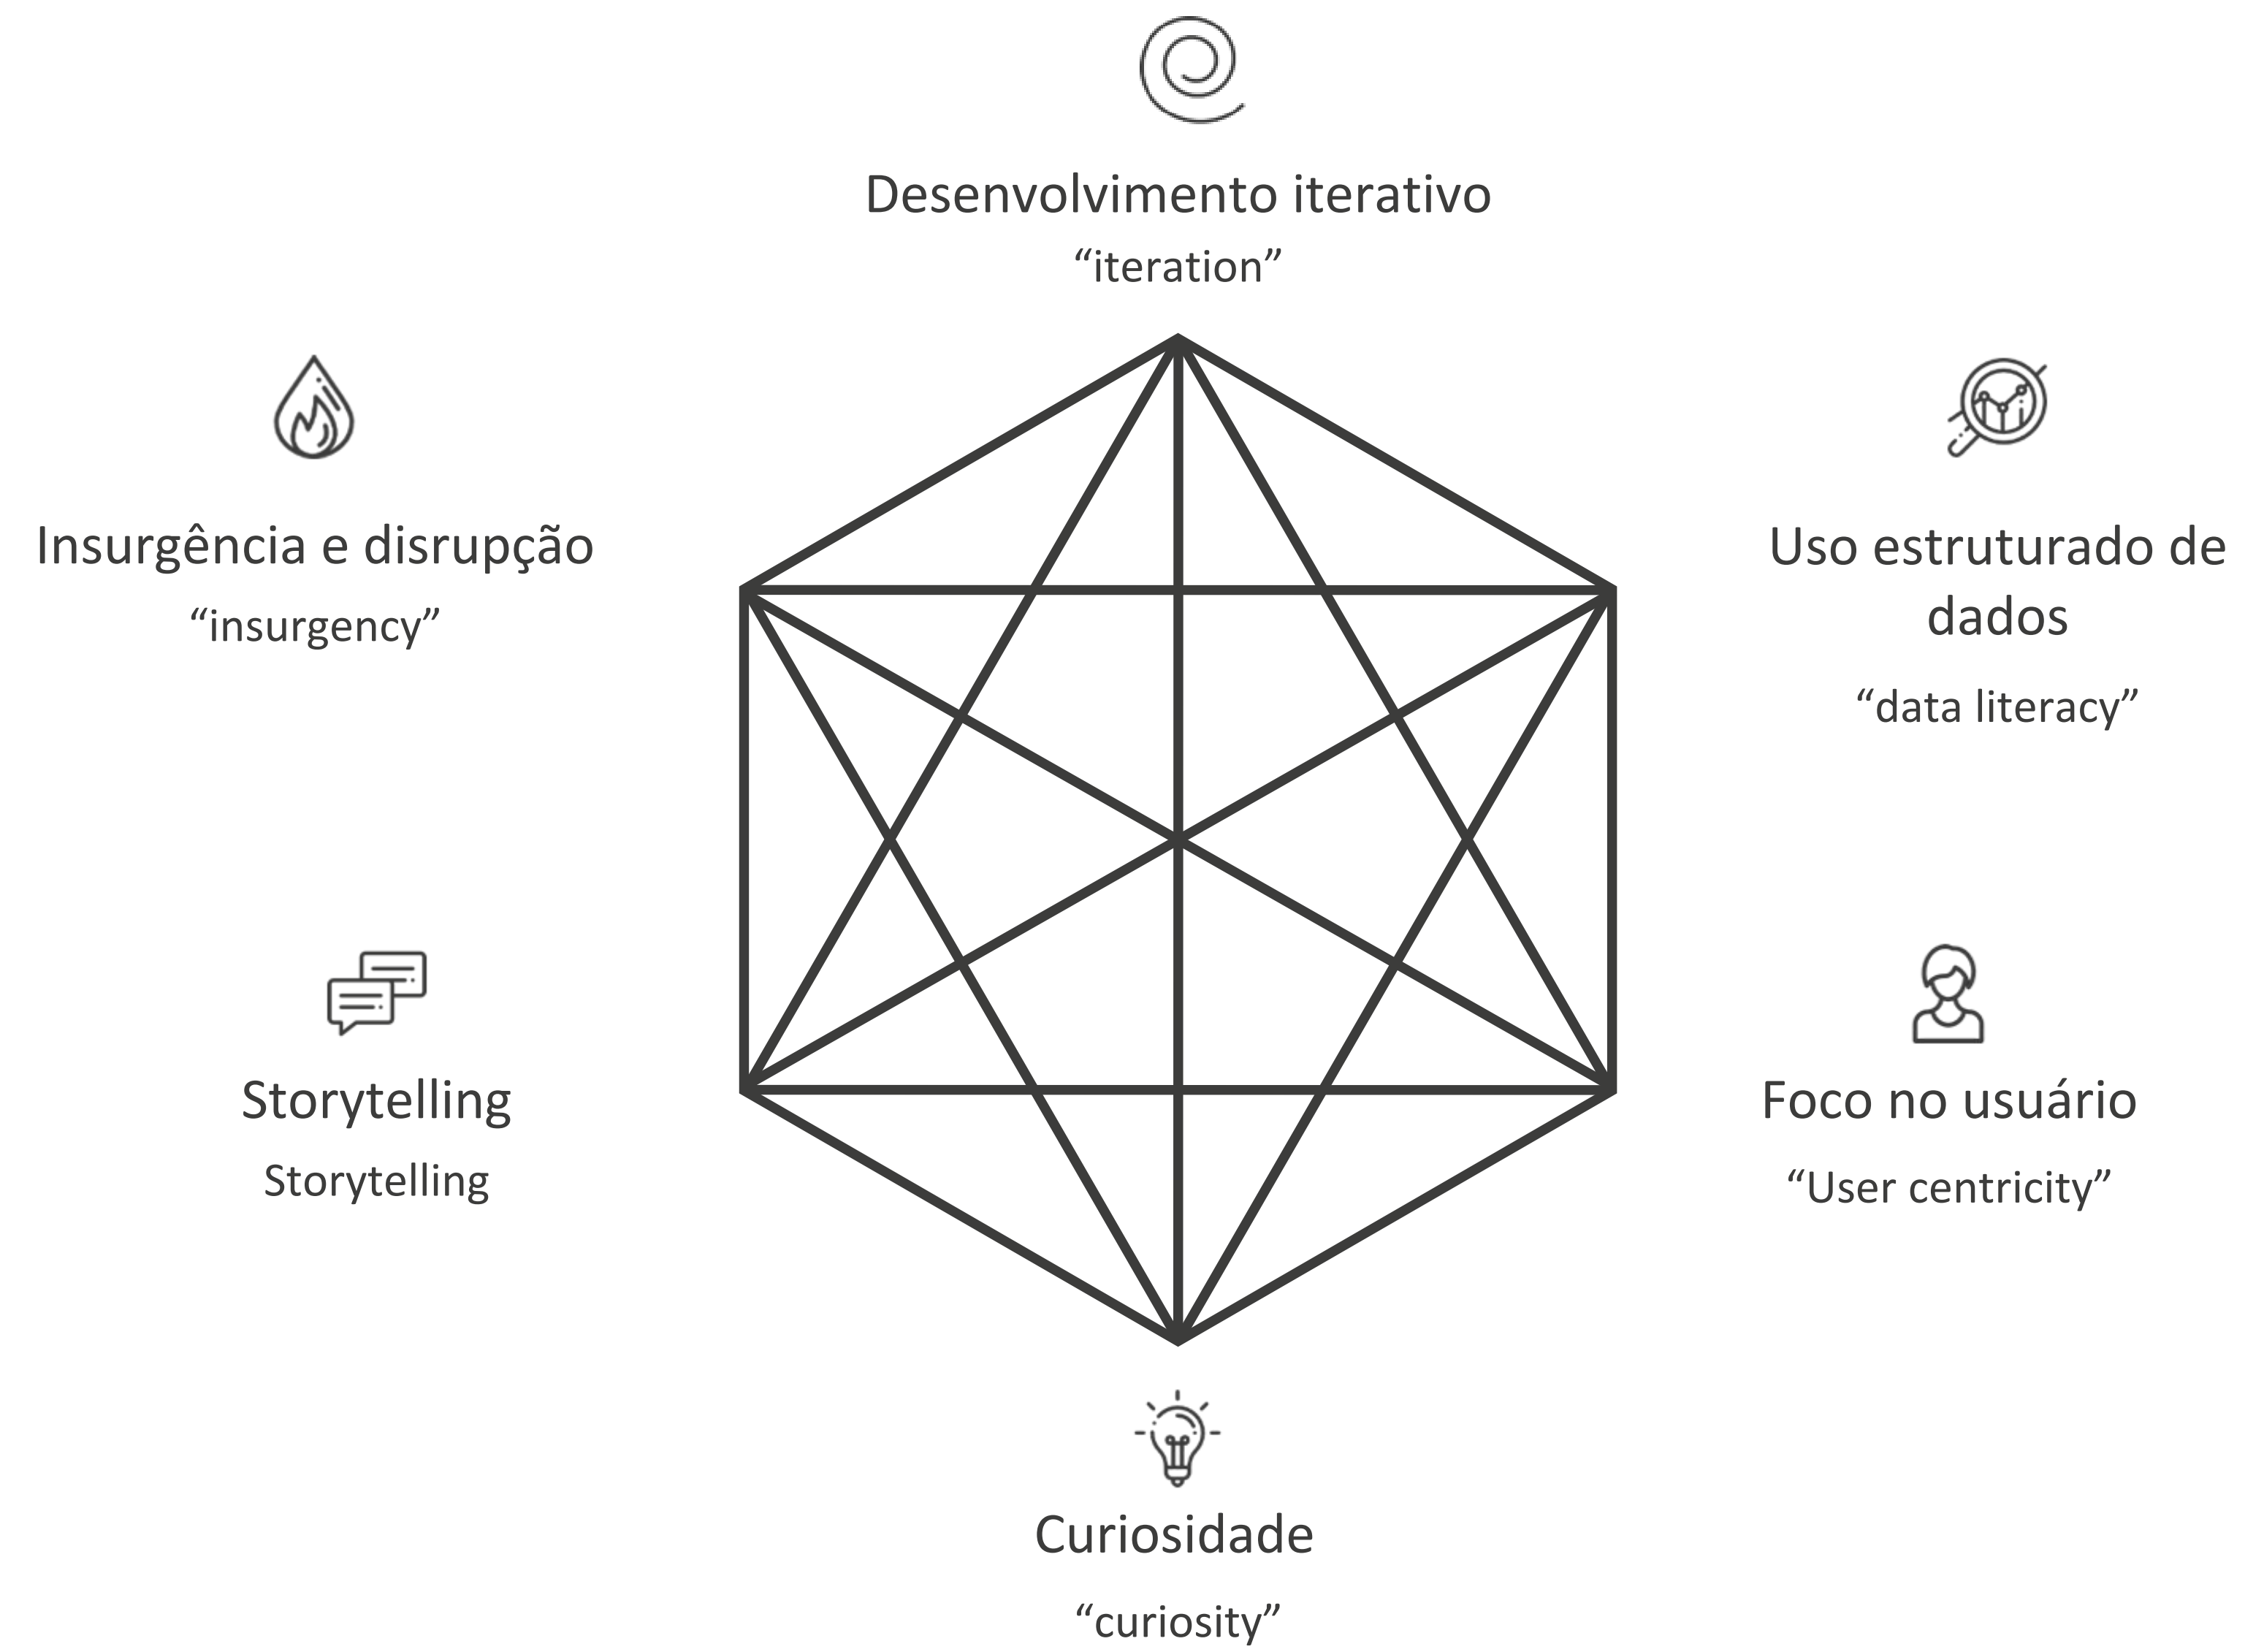 Desenvolvimento iterativo
“iteration”
Insurgência e disrupção
“insurgency”
Uso estruturado de
dados
“data literacy”
Storytelling
Storytelling
Foco no usuário
“User centricity”
Curiosidade
“curiosity”